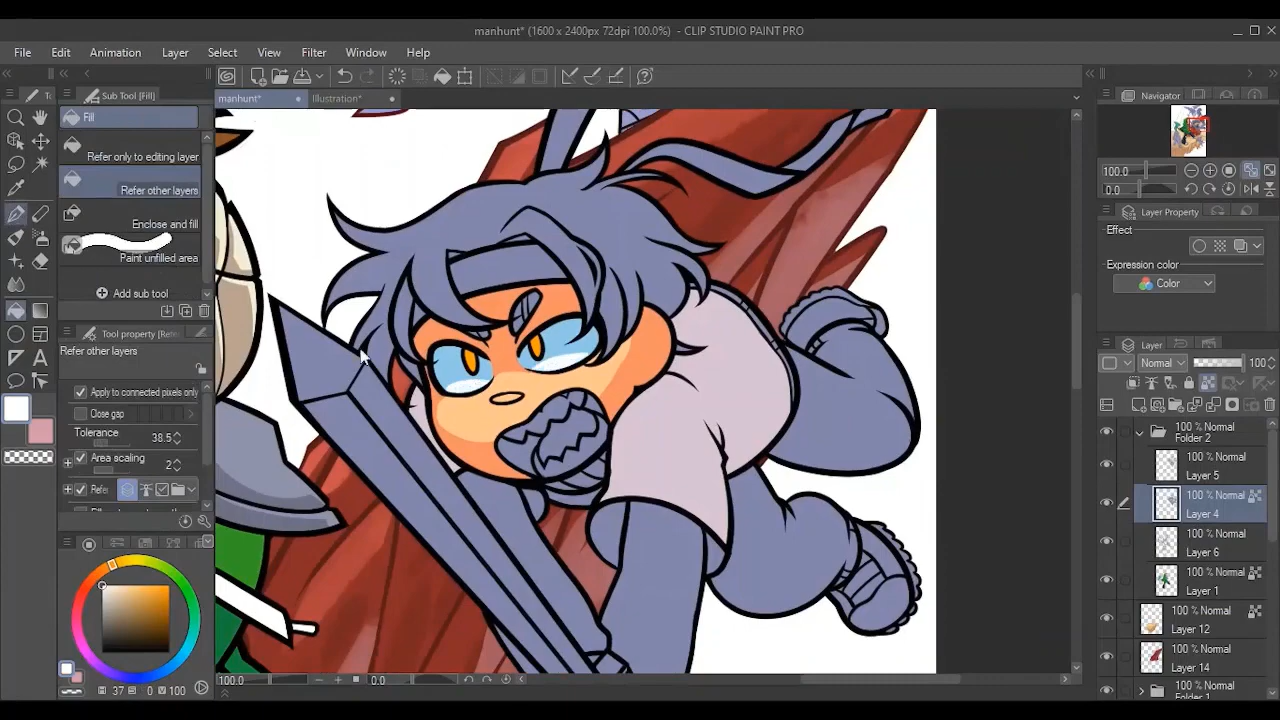 manhunt* (1600 x 2400px 72dpi 100.0%) - CLIP STUDIO PAINT PRO
File Edit Animation Layer Select View Filter Window Help
Sub Tool [Fill]
manhunt* Illustration*
Navigator
Fill
Refer only to editing layer
Refer other layers
Enclose and fill
Paint unfilled area
Add sub tool
Tool property [Refe
Refer other layers
Apply to connected pixels only
Close gap
Tolerance 38.5
Area scaling 2
Refer
37 0 100
100.0 0.0
100.0
0.0
Layer Property
Effect
Expression color
Color
Layer
Normal 100
100 % Normal
Folder 2
100 % Normal
Layer 5
100 % Normal
Layer 4
100 % Normal
Layer 6
100 % Normal
Layer 1
100 % Normal
Layer 12
100 % Normal
Layer 14
100 % Normal
Folder 1